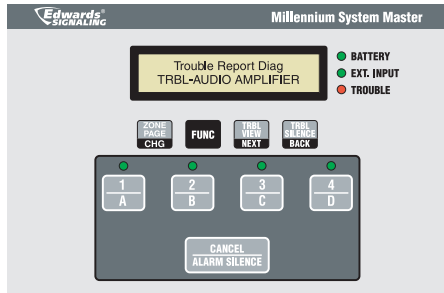 Edwards
SIGNALING
Millennium System Master
Trouble Report Diag
TRBL-AUDIO AMPLIFIER
BATTERY
EXT. INPUT
TROUBLE
ZONE
PAGE
CHG
FUNC
TRBL
VIEW
NEXT
TRBL
SILENCE
BACK
1
A
2
B
3
C
4
D
CANCEL
ALARM SILENCE